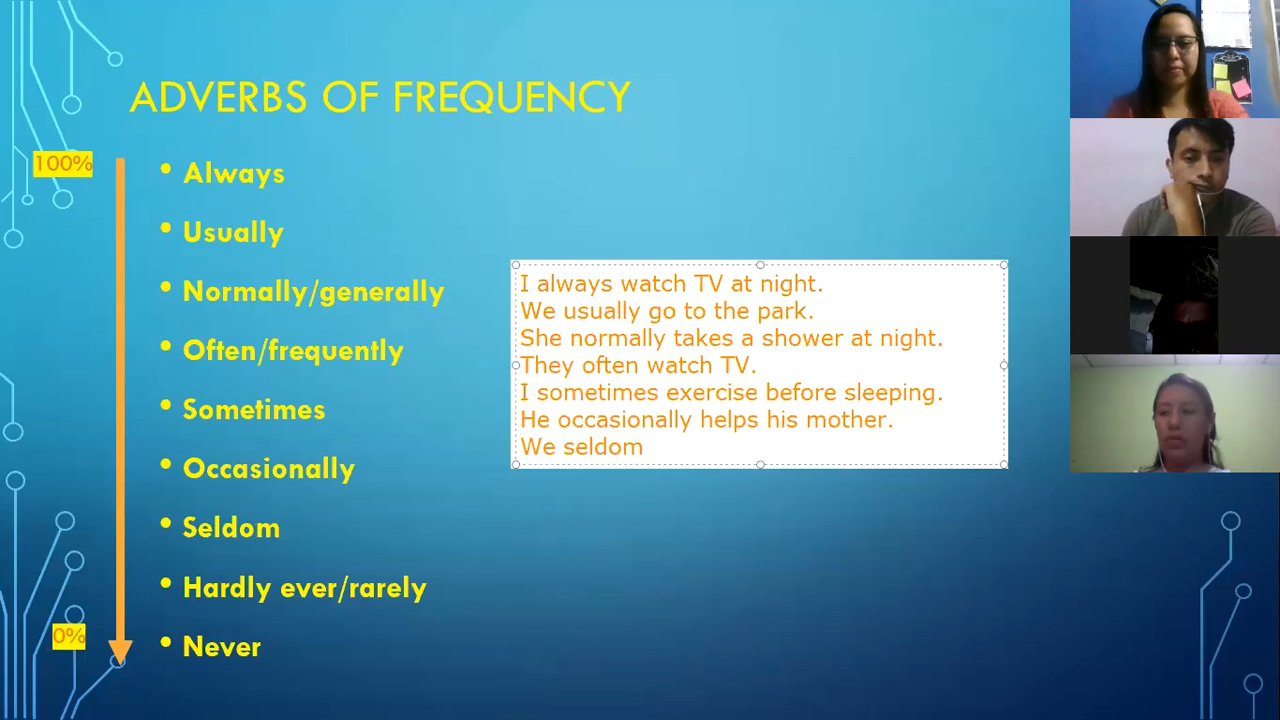 ADVERBS OF FREQUENCY
100%
• Always
• Usually
• Normally/generally
• Often/frequently
• Sometimes
• Occasionally
• Seldom
• Hardly ever/rarely
• Never
0%
I always watch TV at night.
We usually go to the park.
She normally takes a shower at night.
They often watch TV.
I sometimes exercise before sleeping.
He occasionally helps his mother.
We seldom